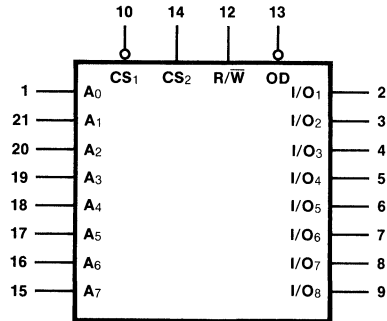 10 14 12 13
CS₁ CS₂ R/W̅ OD
1 A₀ I/O₁ 2
21 A₁ I/O₂ 3
20 A₂ I/O₃ 4
19 A₃ I/O₄ 5
18 A₄ I/O₅ 6
17 A₅ I/O₆ 7
16 A₆ I/O₇ 8
15 A₇ I/O₈ 9